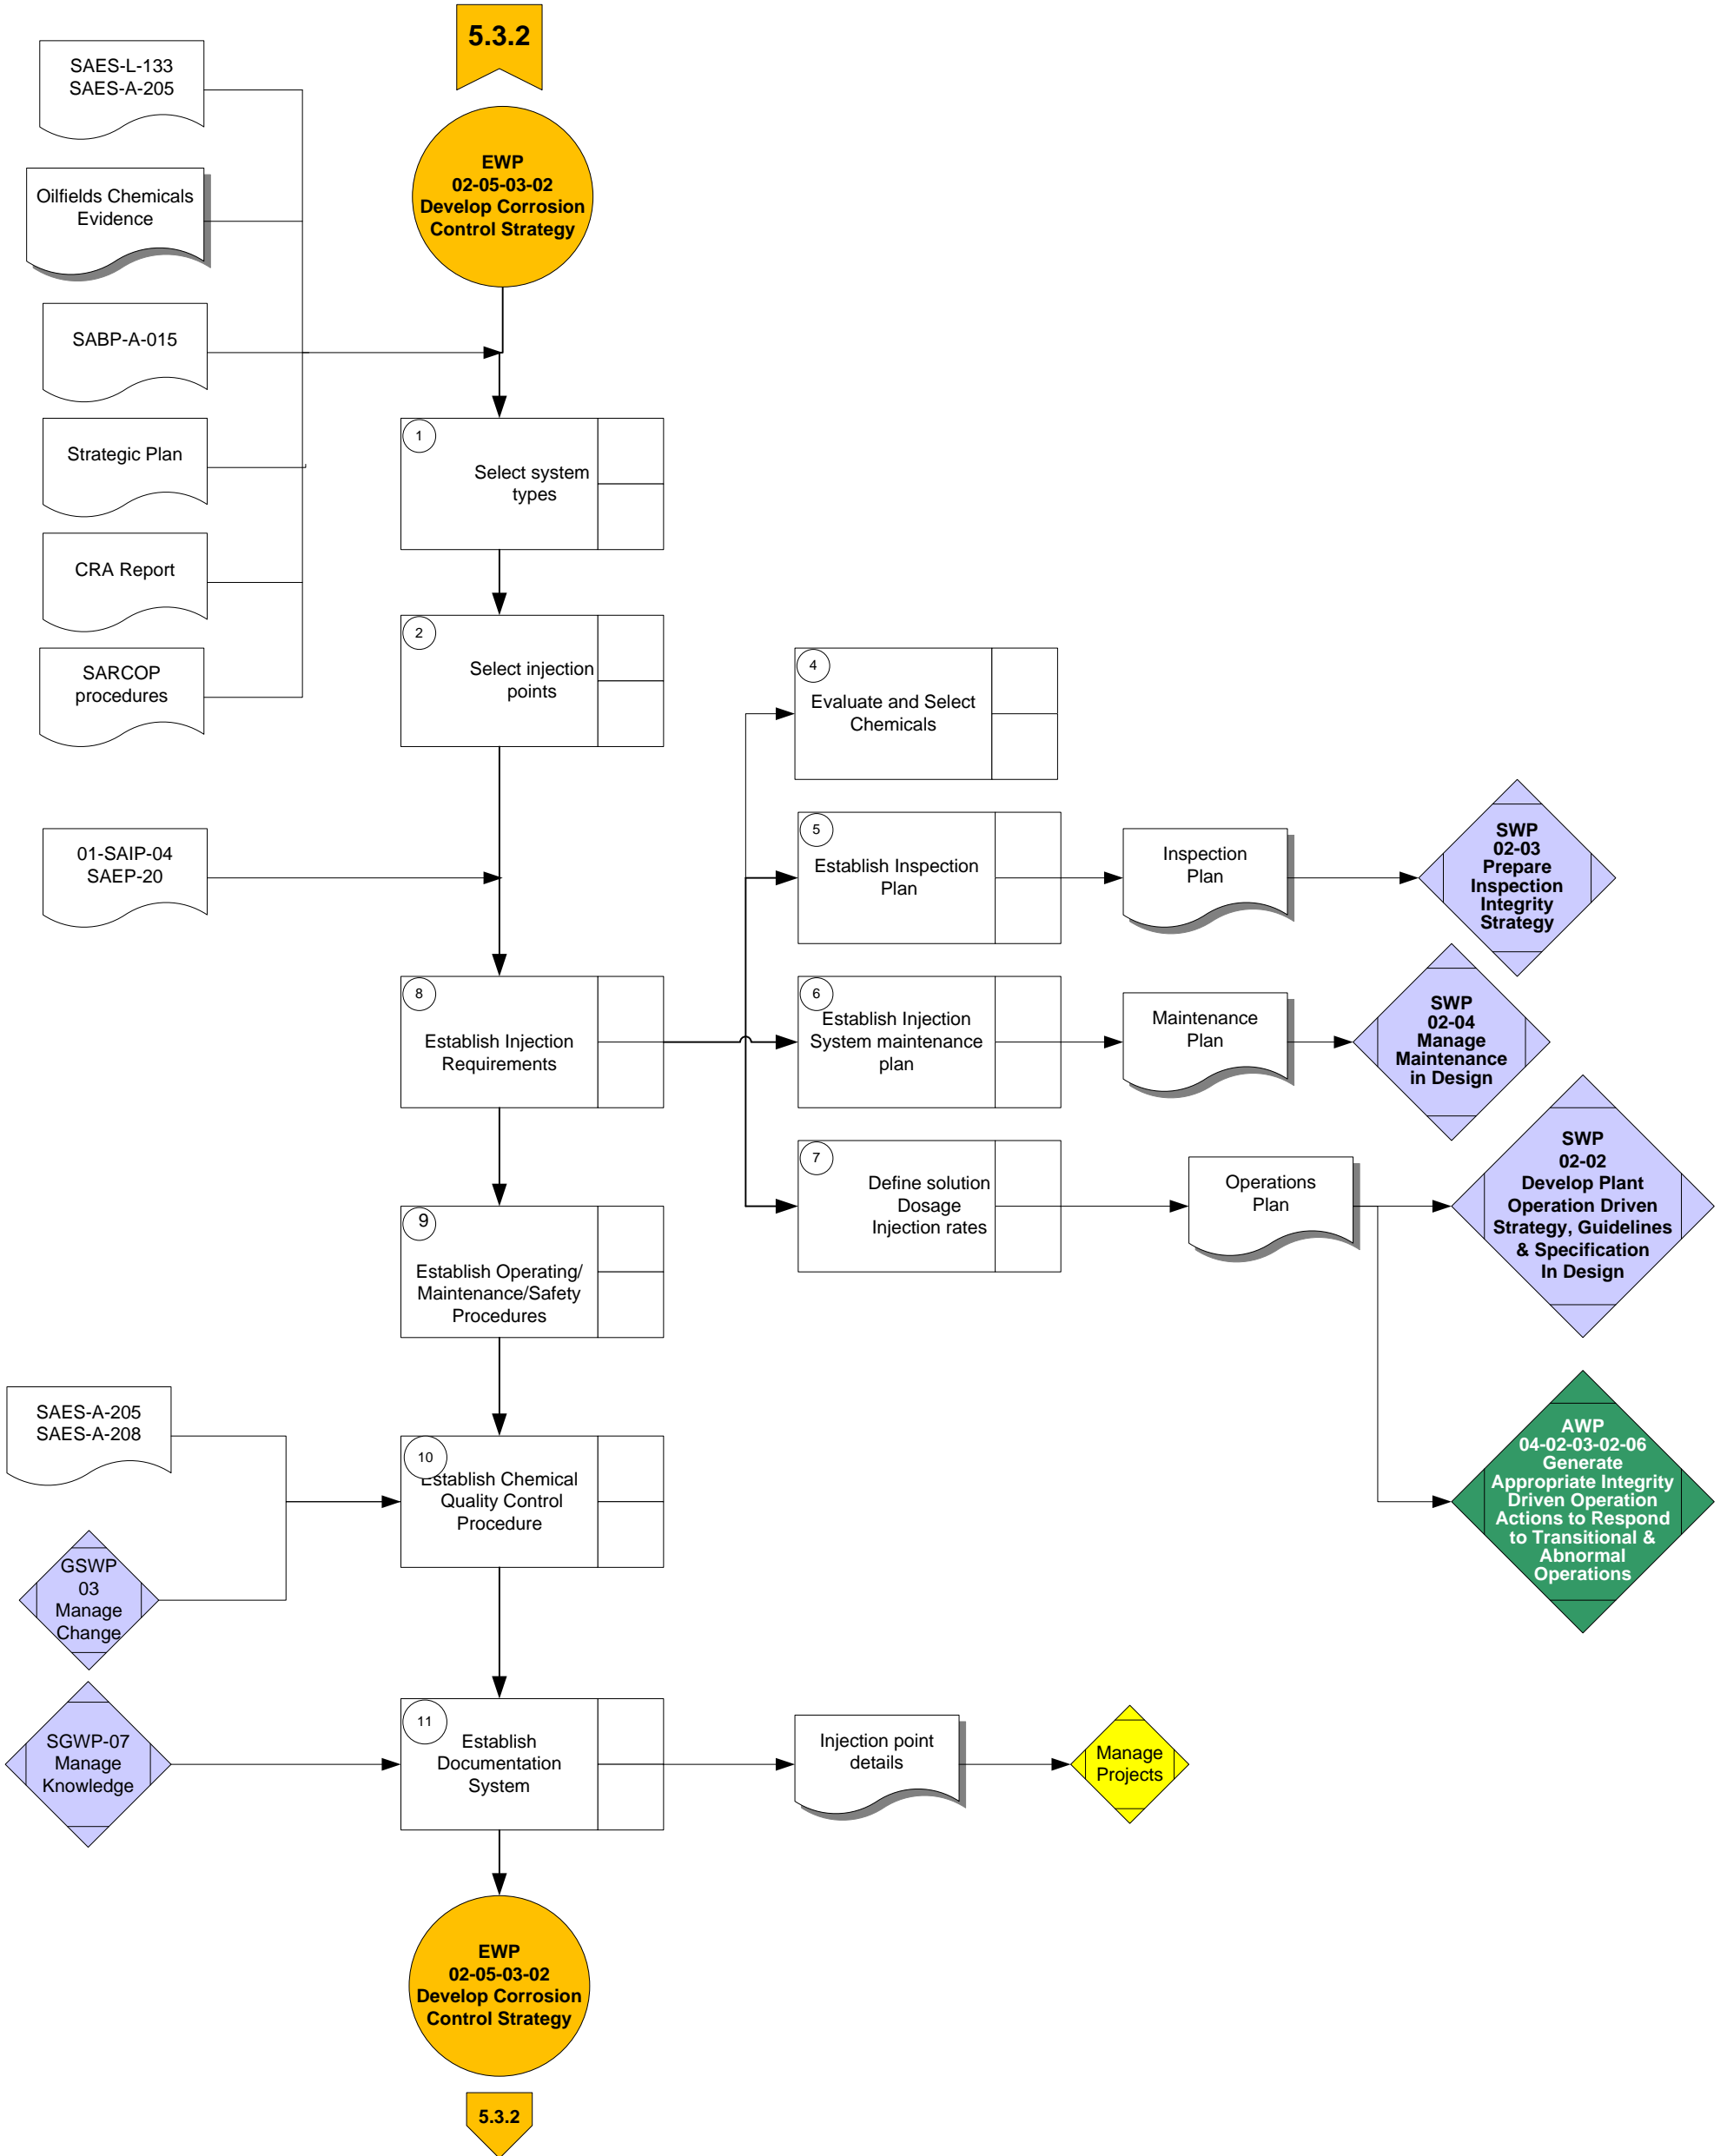 5.3.2
SAES-L-133
SAES-A-205
EWP
02-05-03-02
Develop Corrosion
Control Strategy
Oilfields Chemicals
Evidence
SABP-A-015
Strategic Plan
CRA Report
SARCOP
procedures
1
Select system
types
2
Select injection
points
4
Evaluate and Select
Chemicals
01-SAIP-04
SAEP-20
5
Establish Inspection
Plan
Inspection
Plan
SWP
02-03
Prepare
Inspection
Integrity
Strategy
8
Establish Injection
Requirements
6
Establish Injection
System maintenance
plan
Maintenance
Plan
SWP
02-04
Manage
Maintenance
in Design
7
Define solution
Dosage
Injection rates
Operations
Plan
SWP
02-02
Develop Plant
Operation Driven
Strategy, Guidelines
& Specification
In Design
9
Establish Operating/
Maintenance/Safety
Procedures
AWP
04-02-03-02-06
Generate
Appropriate Integrity
Driven Operation
Actions to Respond
to Transitional &
Abnormal
Operations
SAES-A-205
SAES-A-208
10
Establish Chemical
Quality Control
Procedure
GSWP
03
Manage
Change
SGWP-07
Manage
Knowledge
11
Establish
Documentation
System
Injection point
details
Manage
Projects
EWP
02-05-03-02
Develop Corrosion
Control Strategy
5.3.2